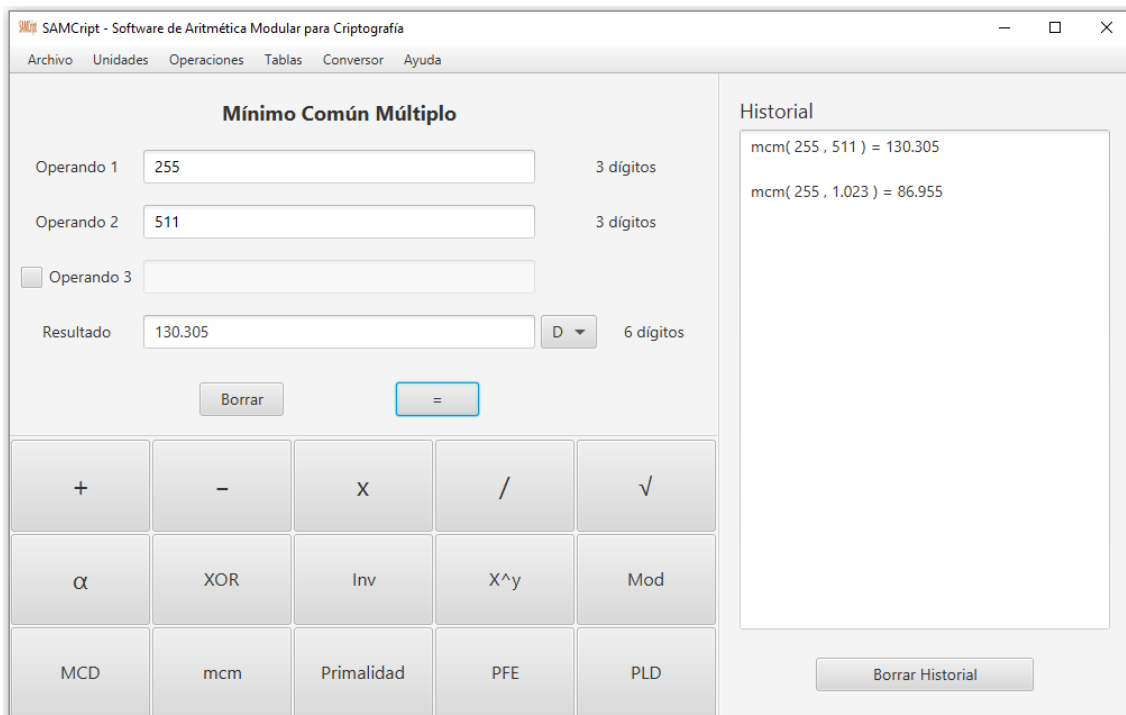 SAMCript - Software de Aritmética Modular para Criptografía
Archivo Unidades Operaciones Tablas Conversor Ayuda
Mínimo Común Múltiplo
Operando 1 255 3 dígitos
Operando 2 511 3 dígitos
Operando 3
Resultado 130.305 D 6 dígitos
Borrar =
+ − x / √
α XOR Inv X^y Mod
MCD mcm Primalidad PFE PLD
Historial
mcm( 255 , 511 ) = 130.305
mcm( 255 , 1.023 ) = 86.955
Borrar Historial